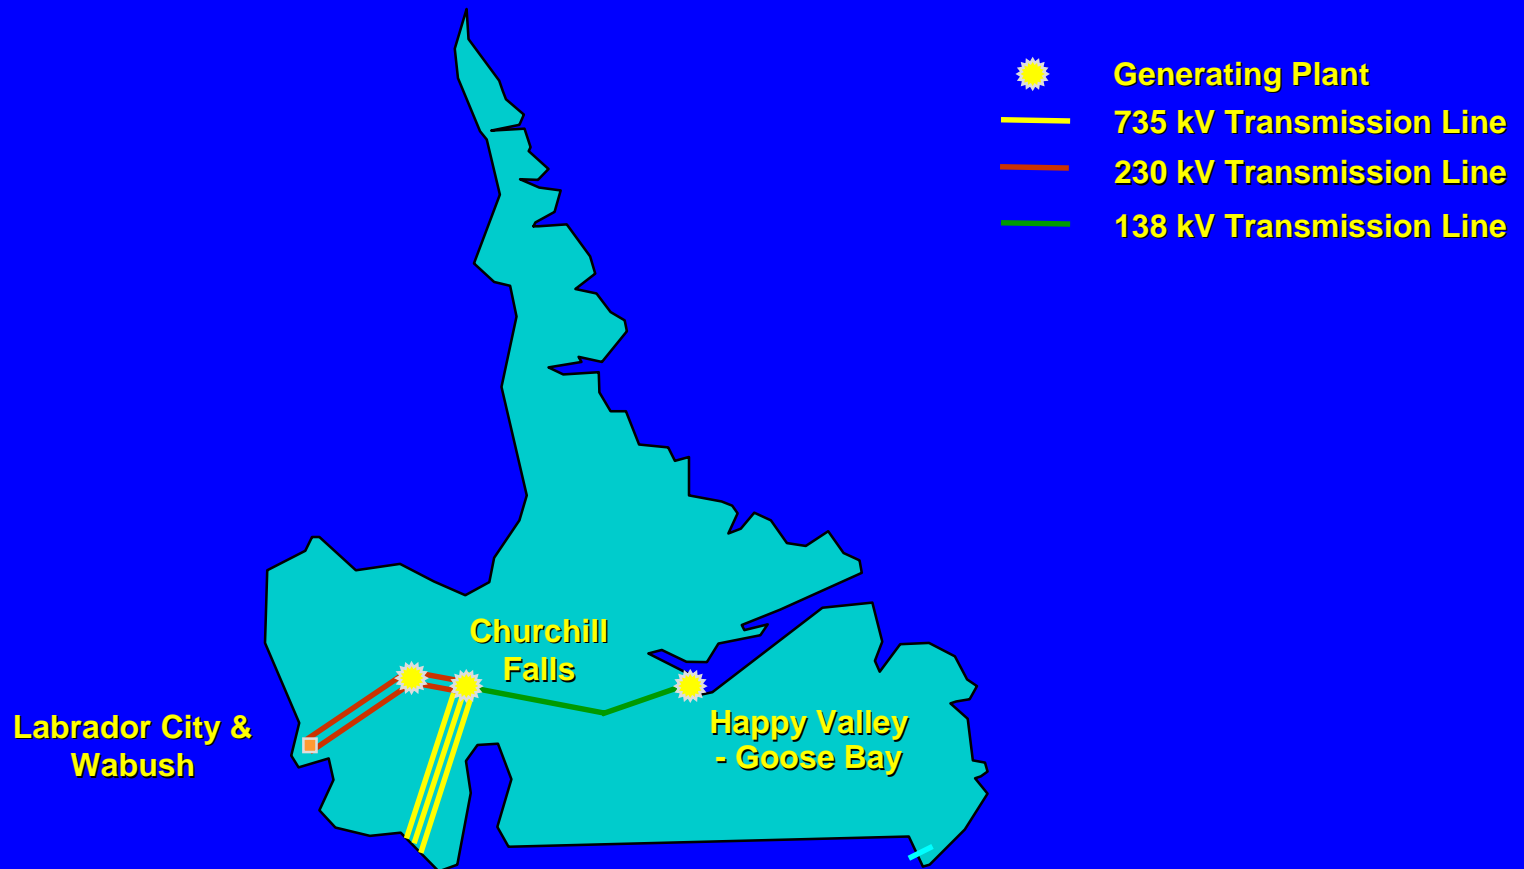 Generating Plant
735 kV Transmission Line
230 kV Transmission Line
138 kV Transmission Line
Churchill
Falls
Labrador City &
Wabush
Happy Valley
- Goose Bay